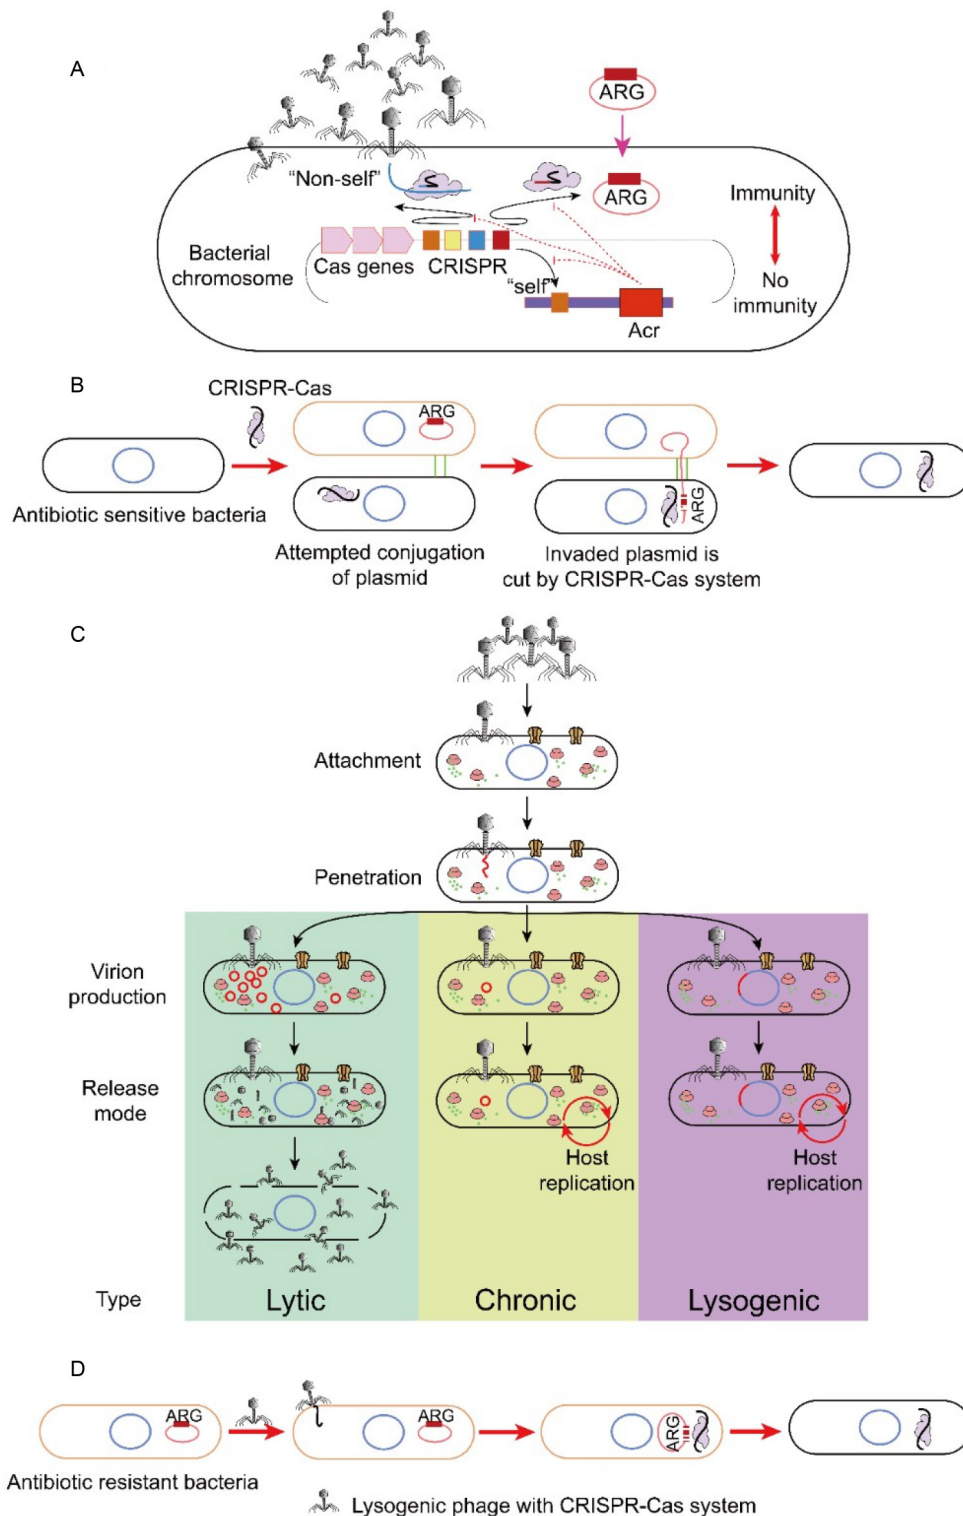 A
ARG
"Non-self"
ARG
Immunity
Bacterial
chromosome
Cas genes
CRISPR
"self"
No
immunity
Acr
B
CRISPR-Cas
ARG
ARG
Antibiotic sensitive bacteria
Attempted conjugation
of plasmid
Invaded plasmid is
cut by CRISPR-Cas system
C
Attachment
Penetration
Virion
production
Release
mode
Host
replication
Host
replication
Type
Lytic
Chronic
Lysogenic
D
ARG
ARG
ARG
Antibiotic resistant bacteria
Lysogenic phage with CRISPR-Cas system